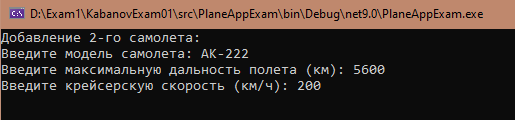 D:\Exam1\KabanovExam01\src\PlaneAppExam\bin\Debug\net9.0\PlaneAppExam.exe
Добавление 2-го самолета:
Введите модель самолета: АК-222
Введите максимальную дальность полета (км): 5600
Введите крейсерскую скорость (км/ч): 200